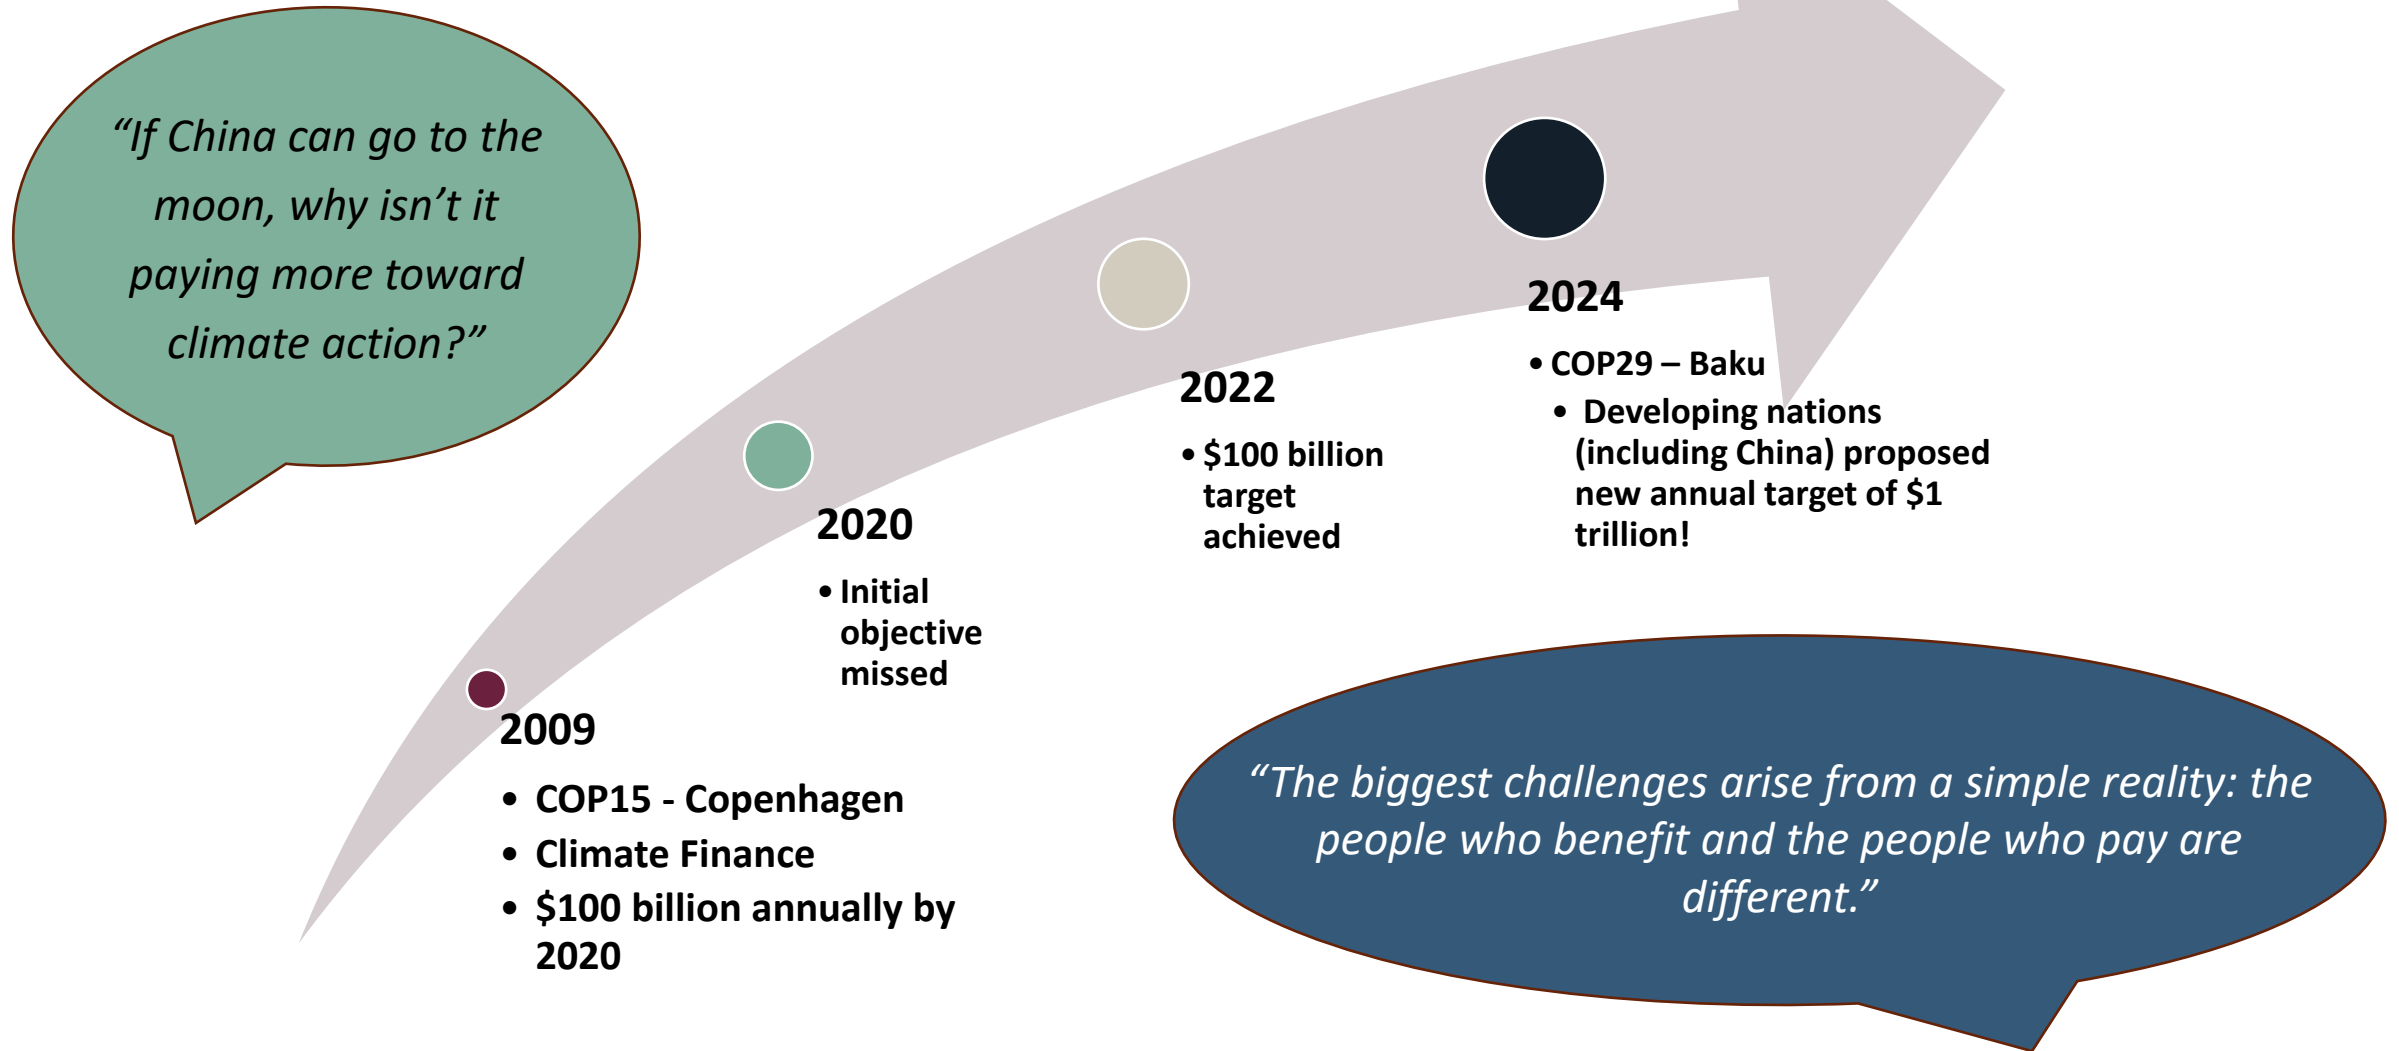 “If China can go to the
moon, why isn’t it
paying more toward
climate action?”
2009
• COP15 - Copenhagen
• Climate Finance
• $100 billion annually by
2020
2020
• Initial
objective
missed
2022
• $100 billion
target
achieved
2024
• COP29 – Baku
• Developing nations
(including China) proposed
new annual target of $1
trillion!
“The biggest challenges arise from a simple reality: the
people who benefit and the people who pay are
different.”